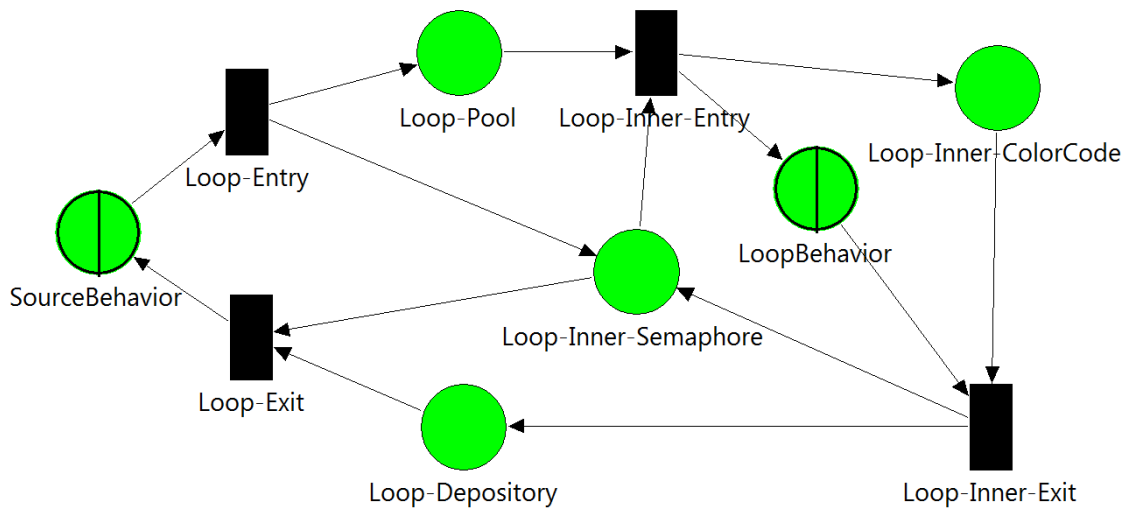 Loop-Pool
Loop-Inner-Entry
Loop-Inner-ColorCode
Loop-Entry
LoopBehavior
SourceBehavior
Loop-Inner-Semaphore
Loop-Exit
Loop-Depository
Loop-Inner-Exit